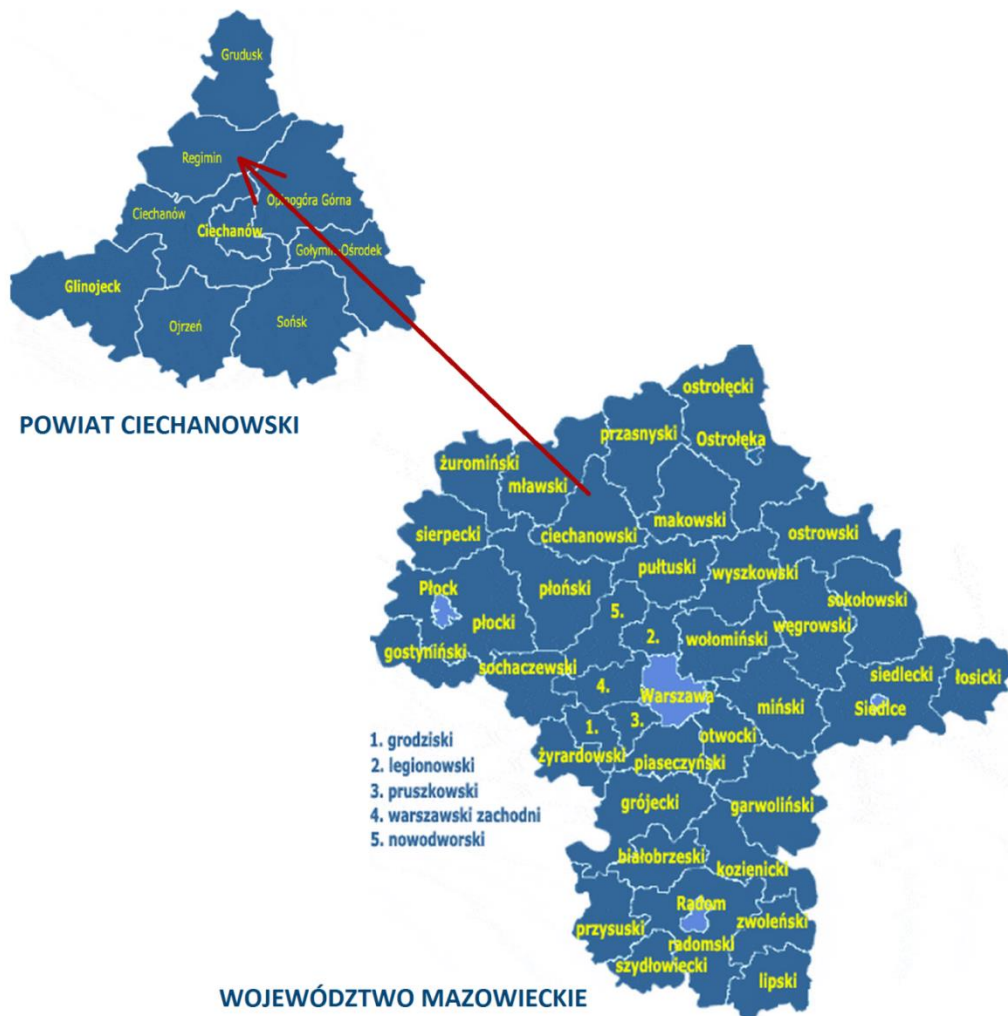 Grudusk
Regimin
Opinogóra Górna
Ciechanów
Ciechanów
Gołymin-Ośrodek
Glinojeck
Ojrzeń
Sońsk
POWIAT CIECHANOWSKI
ostrołęcki
przasnyski
Ostrołęka
żuromiński
mławski
makowski
sierpecki
ciechanowski
ostrowski
pułtuski
wyszkowski
Płock
płoński
sokołowski
5.
płocki
węgrowski
2.
wołomiński
gostyniński
sochaczewski
siedlecki
łosicki
4.
Warszawa
miński
Siedlce
1.
3.
otwocki
żyrardowski
piaseczyński
1. grodziski
2. legionowski
3. pruszkowski
4. warszawski zachodni
5. nowodworski
grójecki
garwoliński
białobrzeski
kozienicki
Radom
zwoleński
przysuski
radomski
szydłowiecki
lipski
WOJEWÓDZTWO MAZOWIECKIE